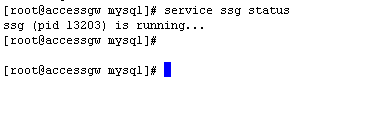 [root@accessgw mysql]# service ssg status
ssg (pid 13203) is running...
[root@accessgw mysql]#
[root@accessgw mysql]#